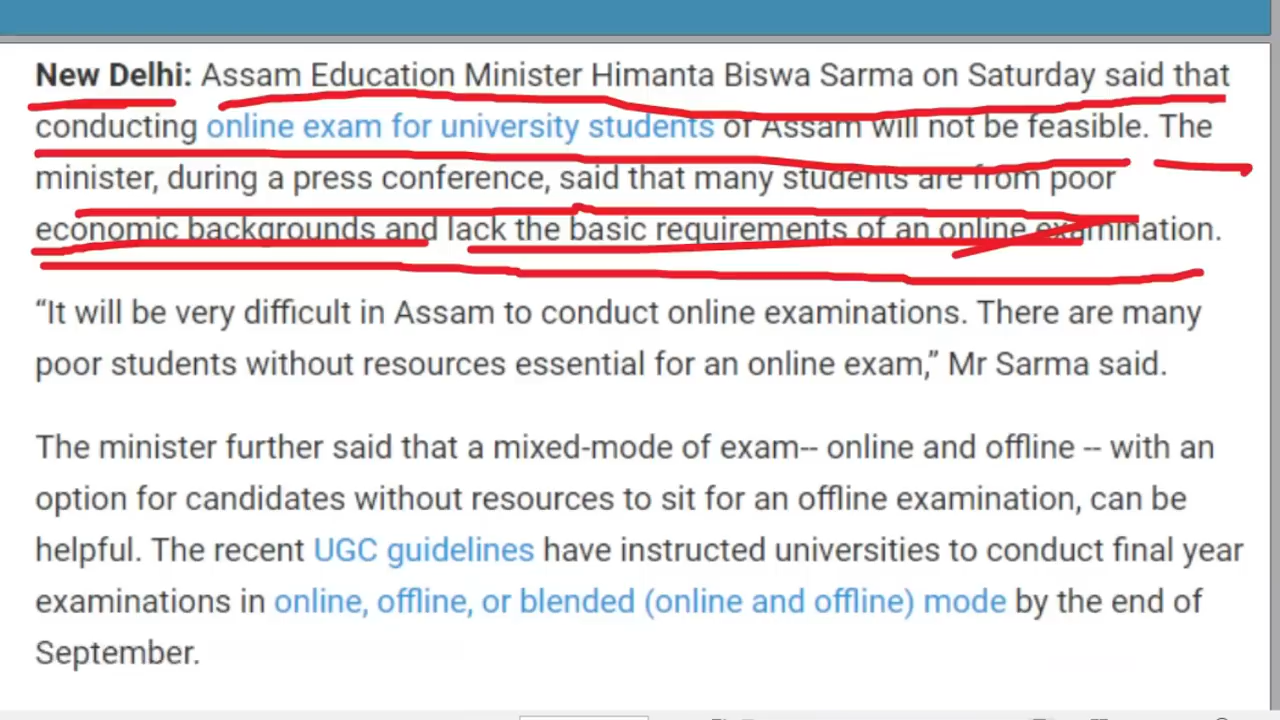 New Delhi: Assam Education Minister Himanta Biswa Sarma on Saturday said that
conducting online exam for university students of Assam will not be feasible. The
minister, during a press conference, said that many students are from poor
economic backgrounds and lack the basic requirements of an online examination.
“It will be very difficult in Assam to conduct online examinations. There are many
poor students without resources essential for an online exam,” Mr Sarma said.
The minister further said that a mixed-mode of exam-- online and offline -- with an
option for candidates without resources to sit for an offline examination, can be
helpful. The recent UGC guidelines have instructed universities to conduct final year
examinations in online, offline, or blended (online and offline) mode by the end of
September.